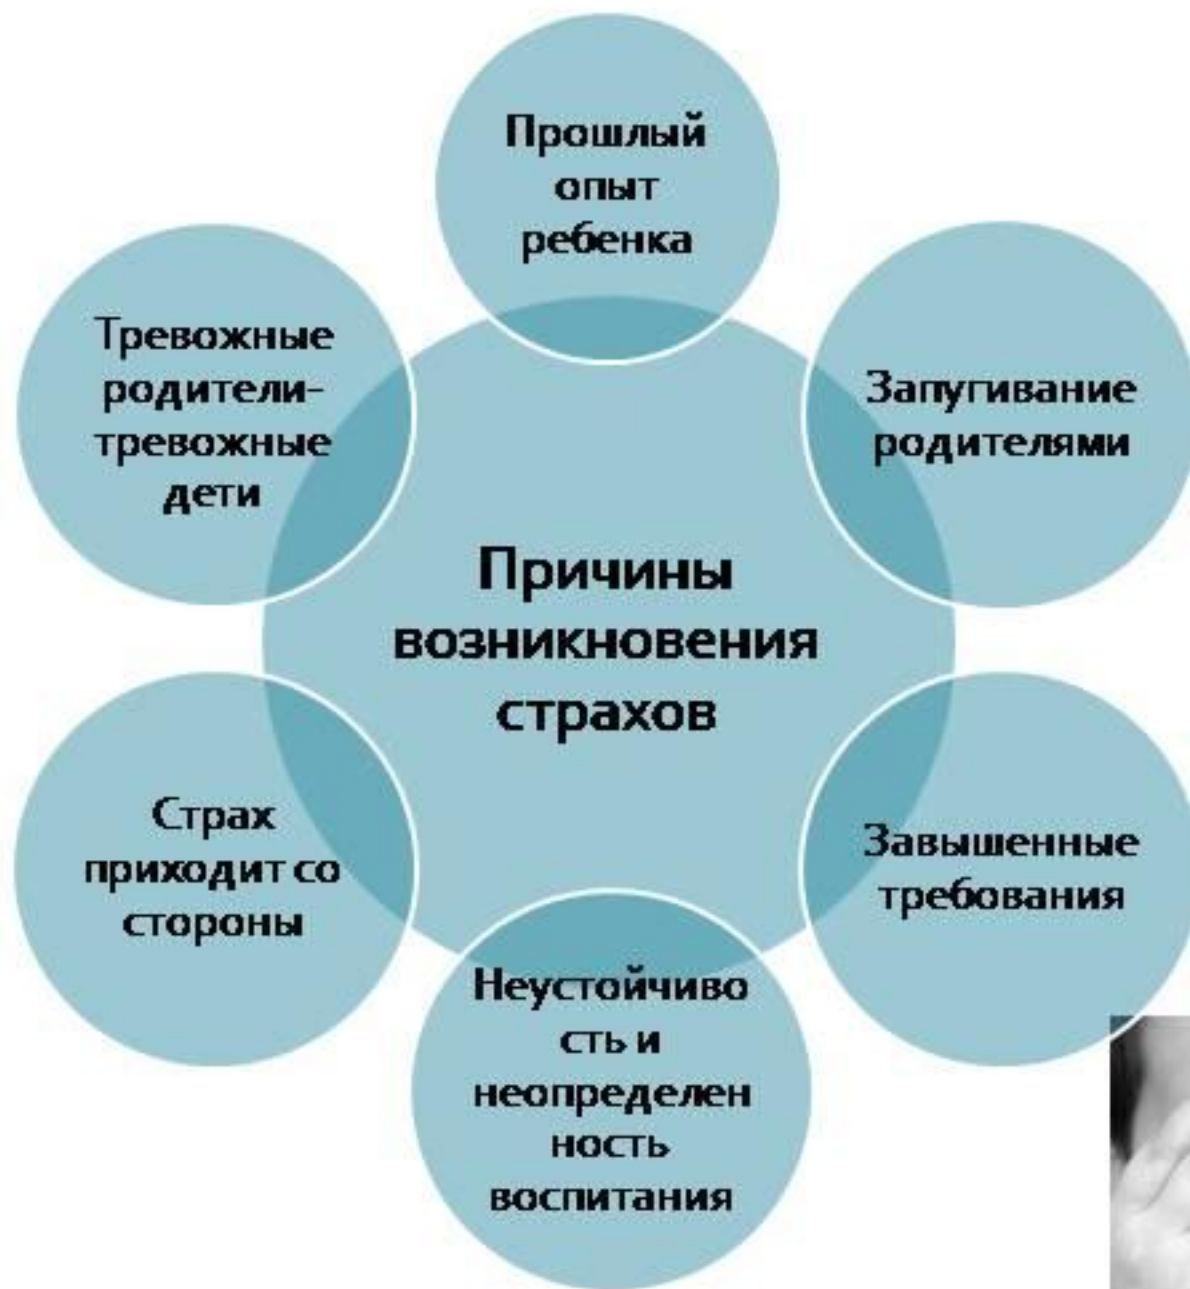 Прошлый
опыт
ребенка
Тревожные
родители-
тревожные
дети
Запугивание
родителями
Причины
возникновения
страхов
Страх
приходит со
стороны
Завышенные
требования
Неустойчиво
сть и
неопределен
ность
воспитания